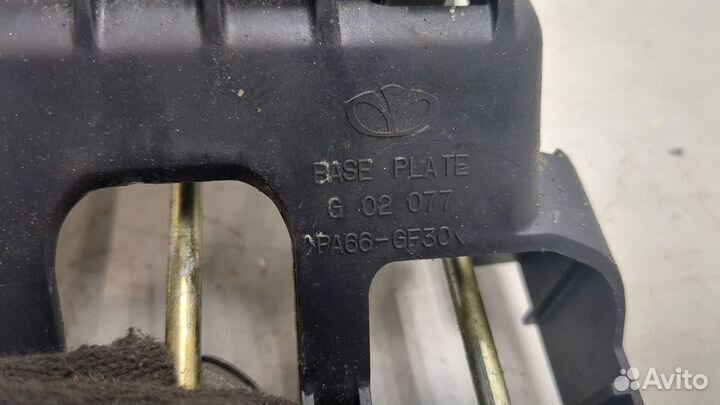 BASE PLATE
G 02 077
>PA66-GF30<
Avito